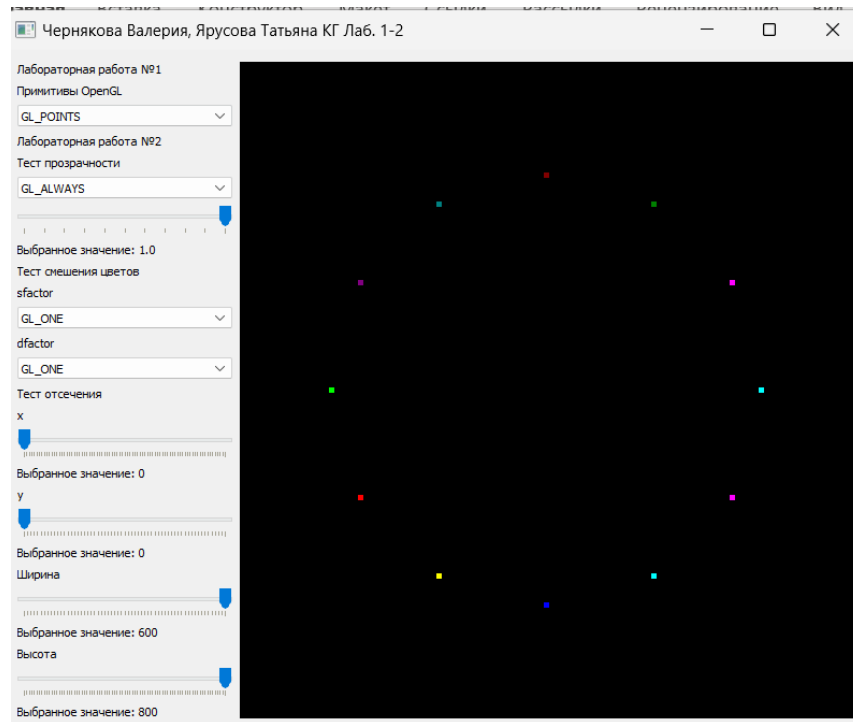 Чернякова Валерия, Ярусова Татьяна КГ Лаб. 1-2
Лабораторная работа №1
Примитивы OpenGL
GL_POINTS
Лабораторная работа №2
Тест прозрачности
GL_ALWAYS
Выбранное значение: 1.0
Тест смешения цветов
sfactor
GL_ONE
dfactor
GL_ONE
Тест отсечения
x
Выбранное значение: 0
y
Выбранное значение: 0
Ширина
Выбранное значение: 600
Высота
Выбранное значение: 800